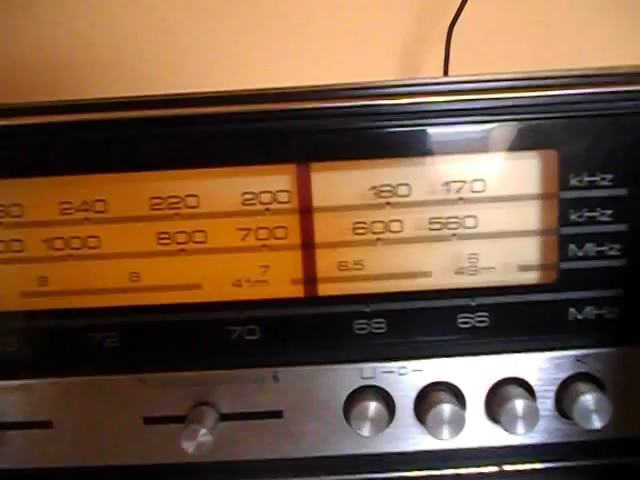 240 220 200 180 170 kHz
1000 800 700 600 560 kHz
9 8 7 6.5 6 MHz
41m 49m
72 70 68 66 MHz